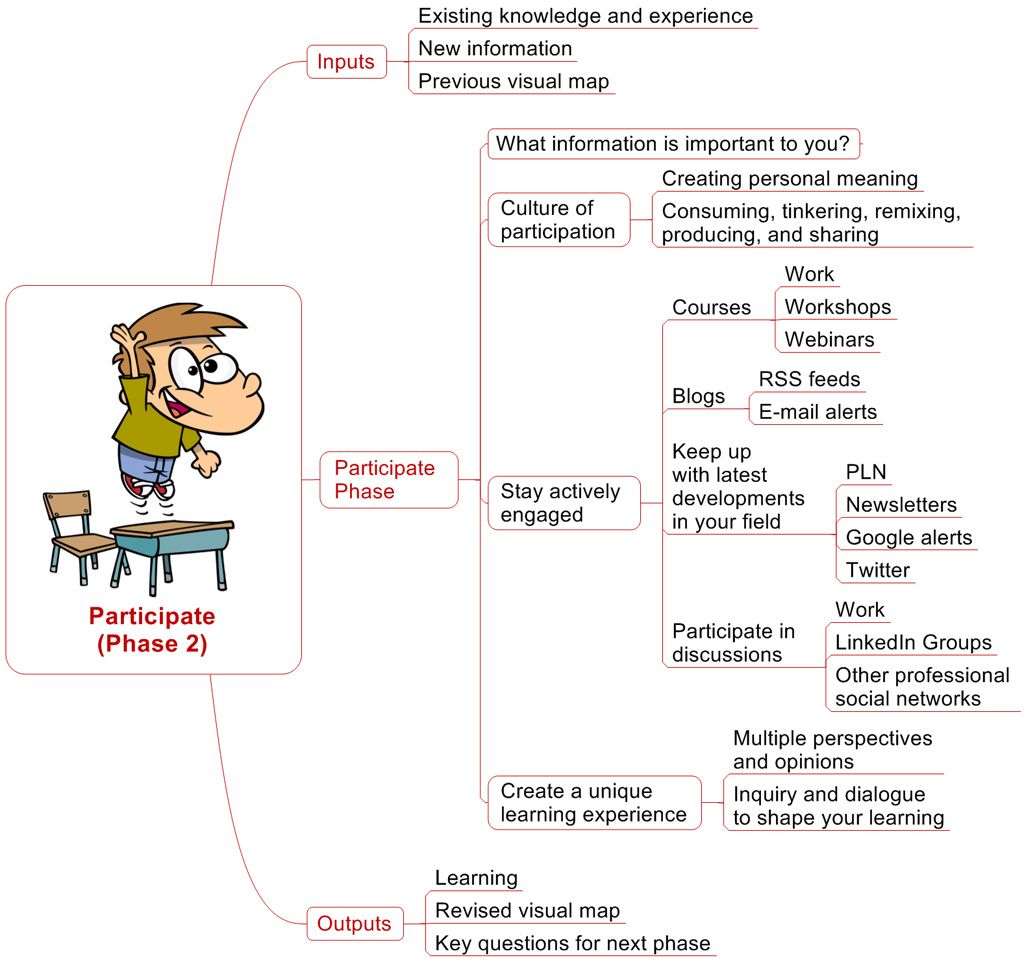 Existing knowledge and experience
New information
Previous visual map
Inputs
What information is important to you?
Culture of
participation
Creating personal meaning
Consuming, tinkering, remixing,
producing, and sharing
Participate
Phase
Stay actively
engaged
Courses
Work
Workshops
Webinars
Blogs
RSS feeds
E-mail alerts
Keep up
with latest
developments
in your field
PLN
Newsletters
Google alerts
Twitter
Participate in
discussions
Work
LinkedIn Groups
Other professional
social networks
Create a unique
learning experience
Multiple perspectives
and opinions
Inquiry and dialogue
to shape your learning
Participate
(Phase 2)
Outputs
Learning
Revised visual map
Key questions for next phase